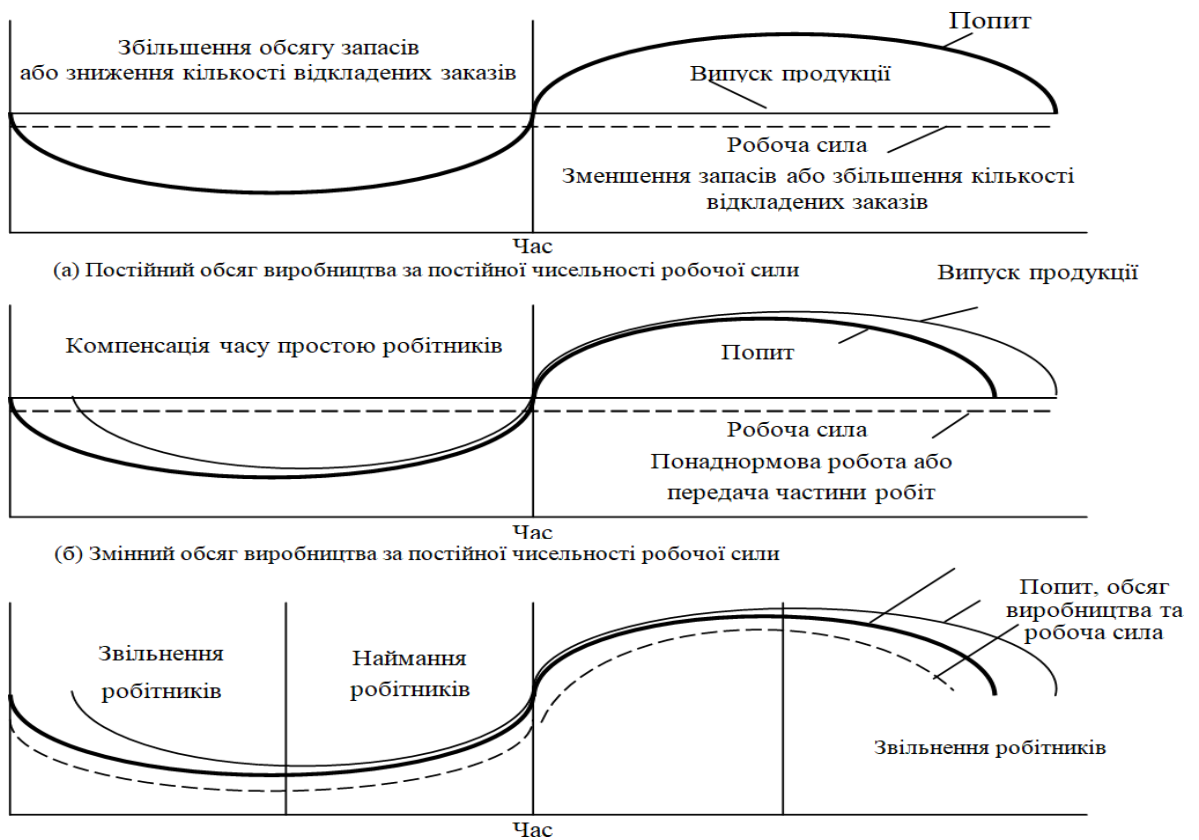 Збільшення обсягу запасів
або зниження кількості відкладених заказів
Попит
Випуск продукції
Робоча сила
Зменшення запасів або збільшення кількості
відкладених заказів
Час
(а) Постійний обсяг виробництва за постійної чисельності робочої сили
Випуск продукції
Компенсація часу простою робітників
Попит
Робоча сила
Понаднормова робота або
передача частини робіт
Час
(б) Змінний обсяг виробництва за постійної чисельності робочої сили
Попит, обсяг
виробництва та
робоча сила
Звільнення
робітників
Наймання
робітників
Звільнення робітників
Час